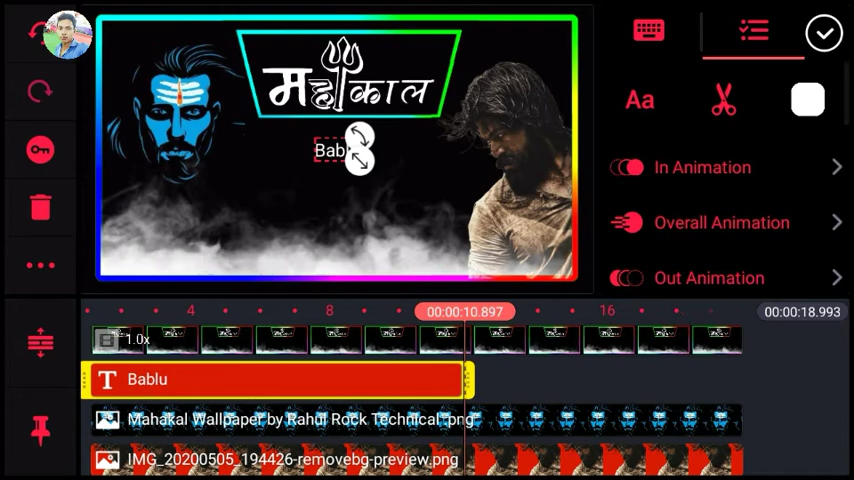 महाकाल
Bab
Aa
In Animation
Overall Animation
Out Animation
4
8
00:00:10.897
16
00:00:18.993
1.0x
T Bablu
Mahakal Wallpaper by Rahul Rock Technical .png
IMG_20200505_194426-removebg-preview.png